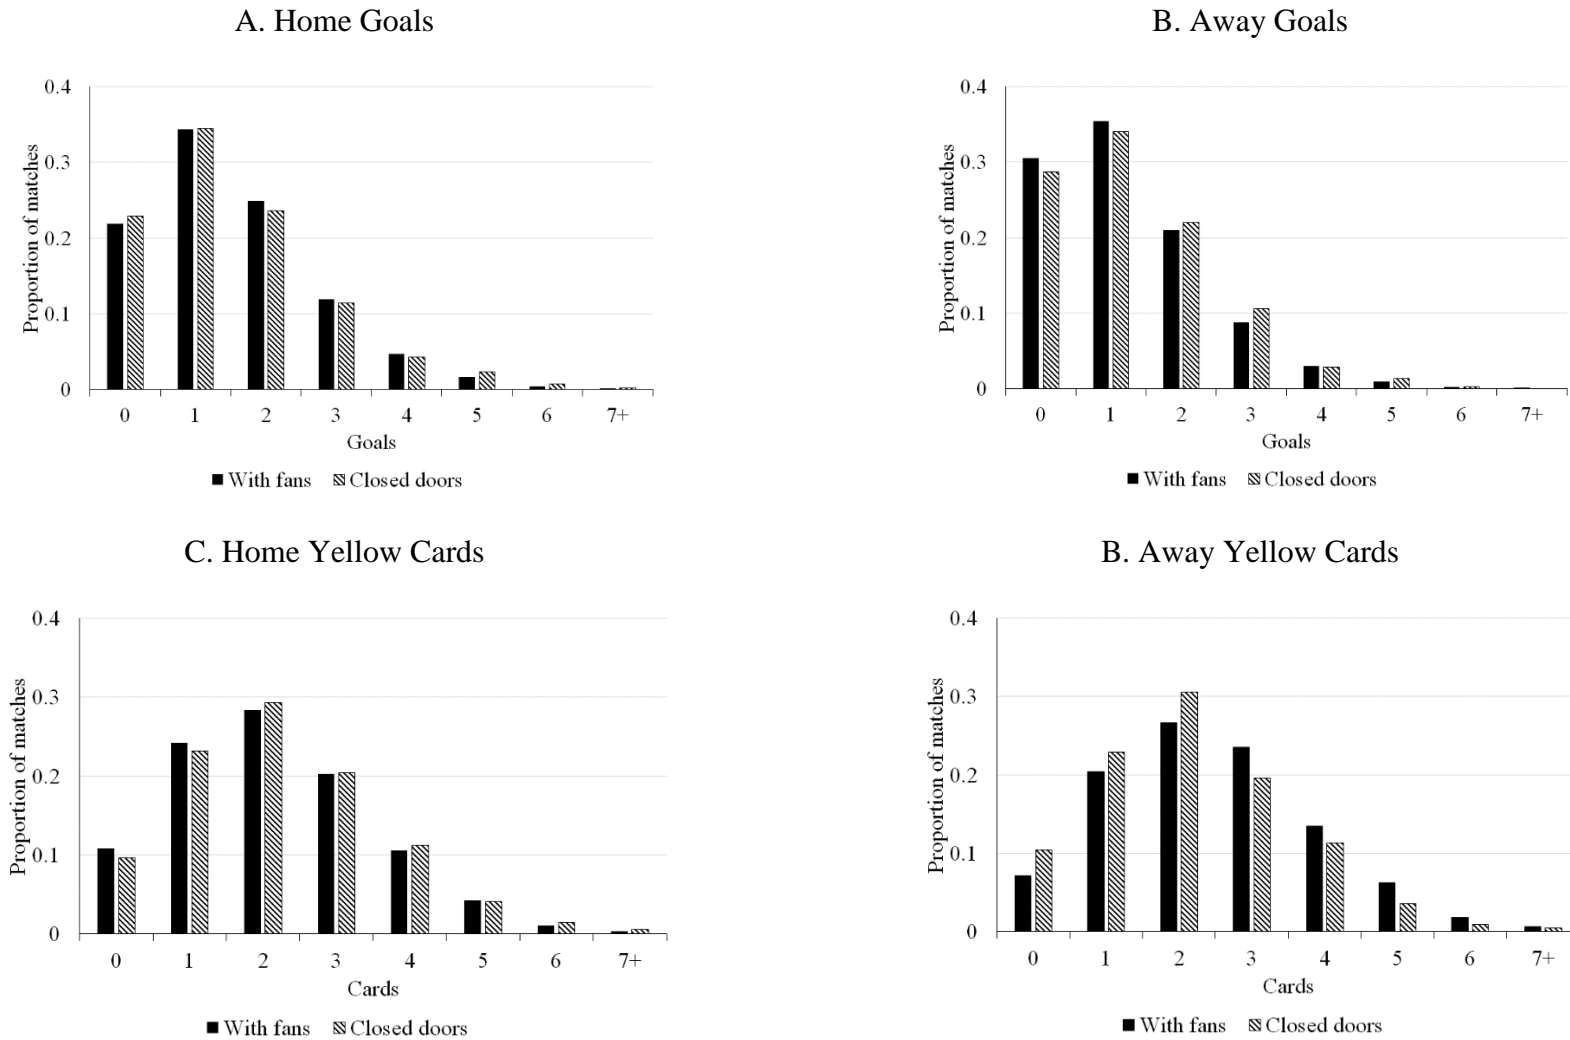 A. Home Goals
0.4
0.3
0.2
0.1
0
Proportion of matches
0 1 2 3 4 5 6 7+
Goals
With fans Closed doors
B. Away Goals
0.4
0.3
0.2
0.1
0
Proportion of matches
0 1 2 3 4 5 6 7+
Goals
With fans Closed doors
C. Home Yellow Cards
0.4
0.3
0.2
0.1
0
Proportion of matches
0 1 2 3 4 5 6 7+
Cards
With fans Closed doors
B. Away Yellow Cards
0.4
0.3
0.2
0.1
0
Proportion of matches
0 1 2 3 4 5 6 7+
Cards
With fans Closed doors